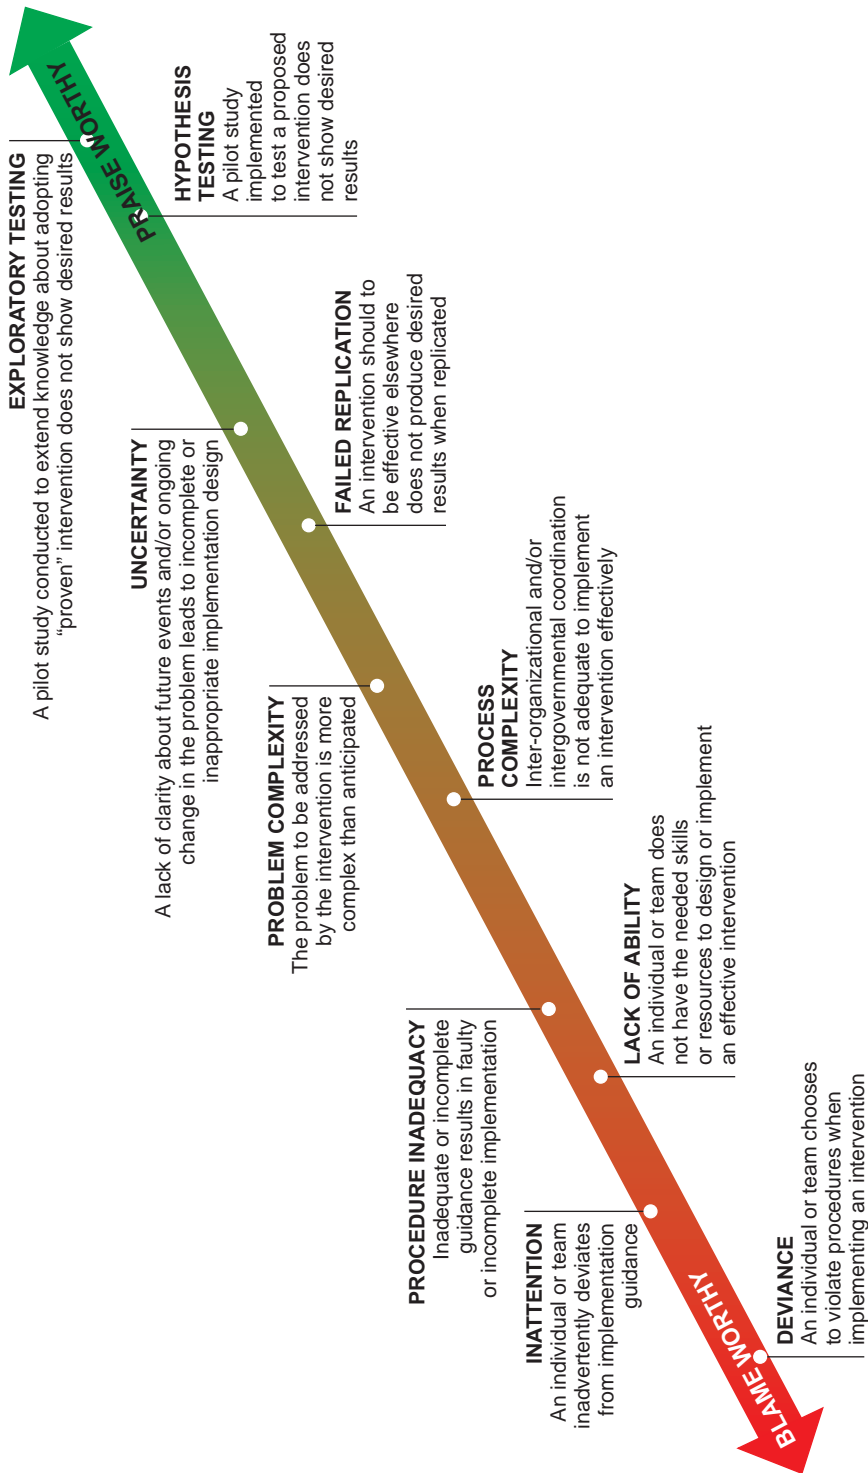 EXPLORATORY TESTING
A pilot study conducted to extend knowledge about adopting
“proven” intervention does not show desired results
PRAISE WORTHY
HYPOTHESIS
TESTING
A pilot study
implemented
to test a proposed
intervention does
not show desired
results
UNCERTAINTY
A lack of clarity about future events and/or ongoing
change in the problem leads to incomplete or
inappropriate implementation design
FAILED REPLICATION
An intervention should to
be effective elsewhere
does not produce desired
results when replicated
PROBLEM COMPLEXITY
The problem to be addressed
by the intervention is more
complex than anticipated
PROCESS
COMPLEXITY
Inter-organizational and/or
intergovernmental coordination
is not adequate to implement
an intervention effectively
PROCEDURE INADEQUACY
Inadequate or incomplete
guidance results in faulty
or incomplete implementation
LACK OF ABILITY
An individual or team does
not have the needed skills
or resources to design or implement
an effective intervention
INATTENTION
An individual or team
inadvertently deviates
from implementation
guidance
DEVIANCE
An individual or team chooses
to violate procedures when
implementing an intervention
BLAME WORTHY